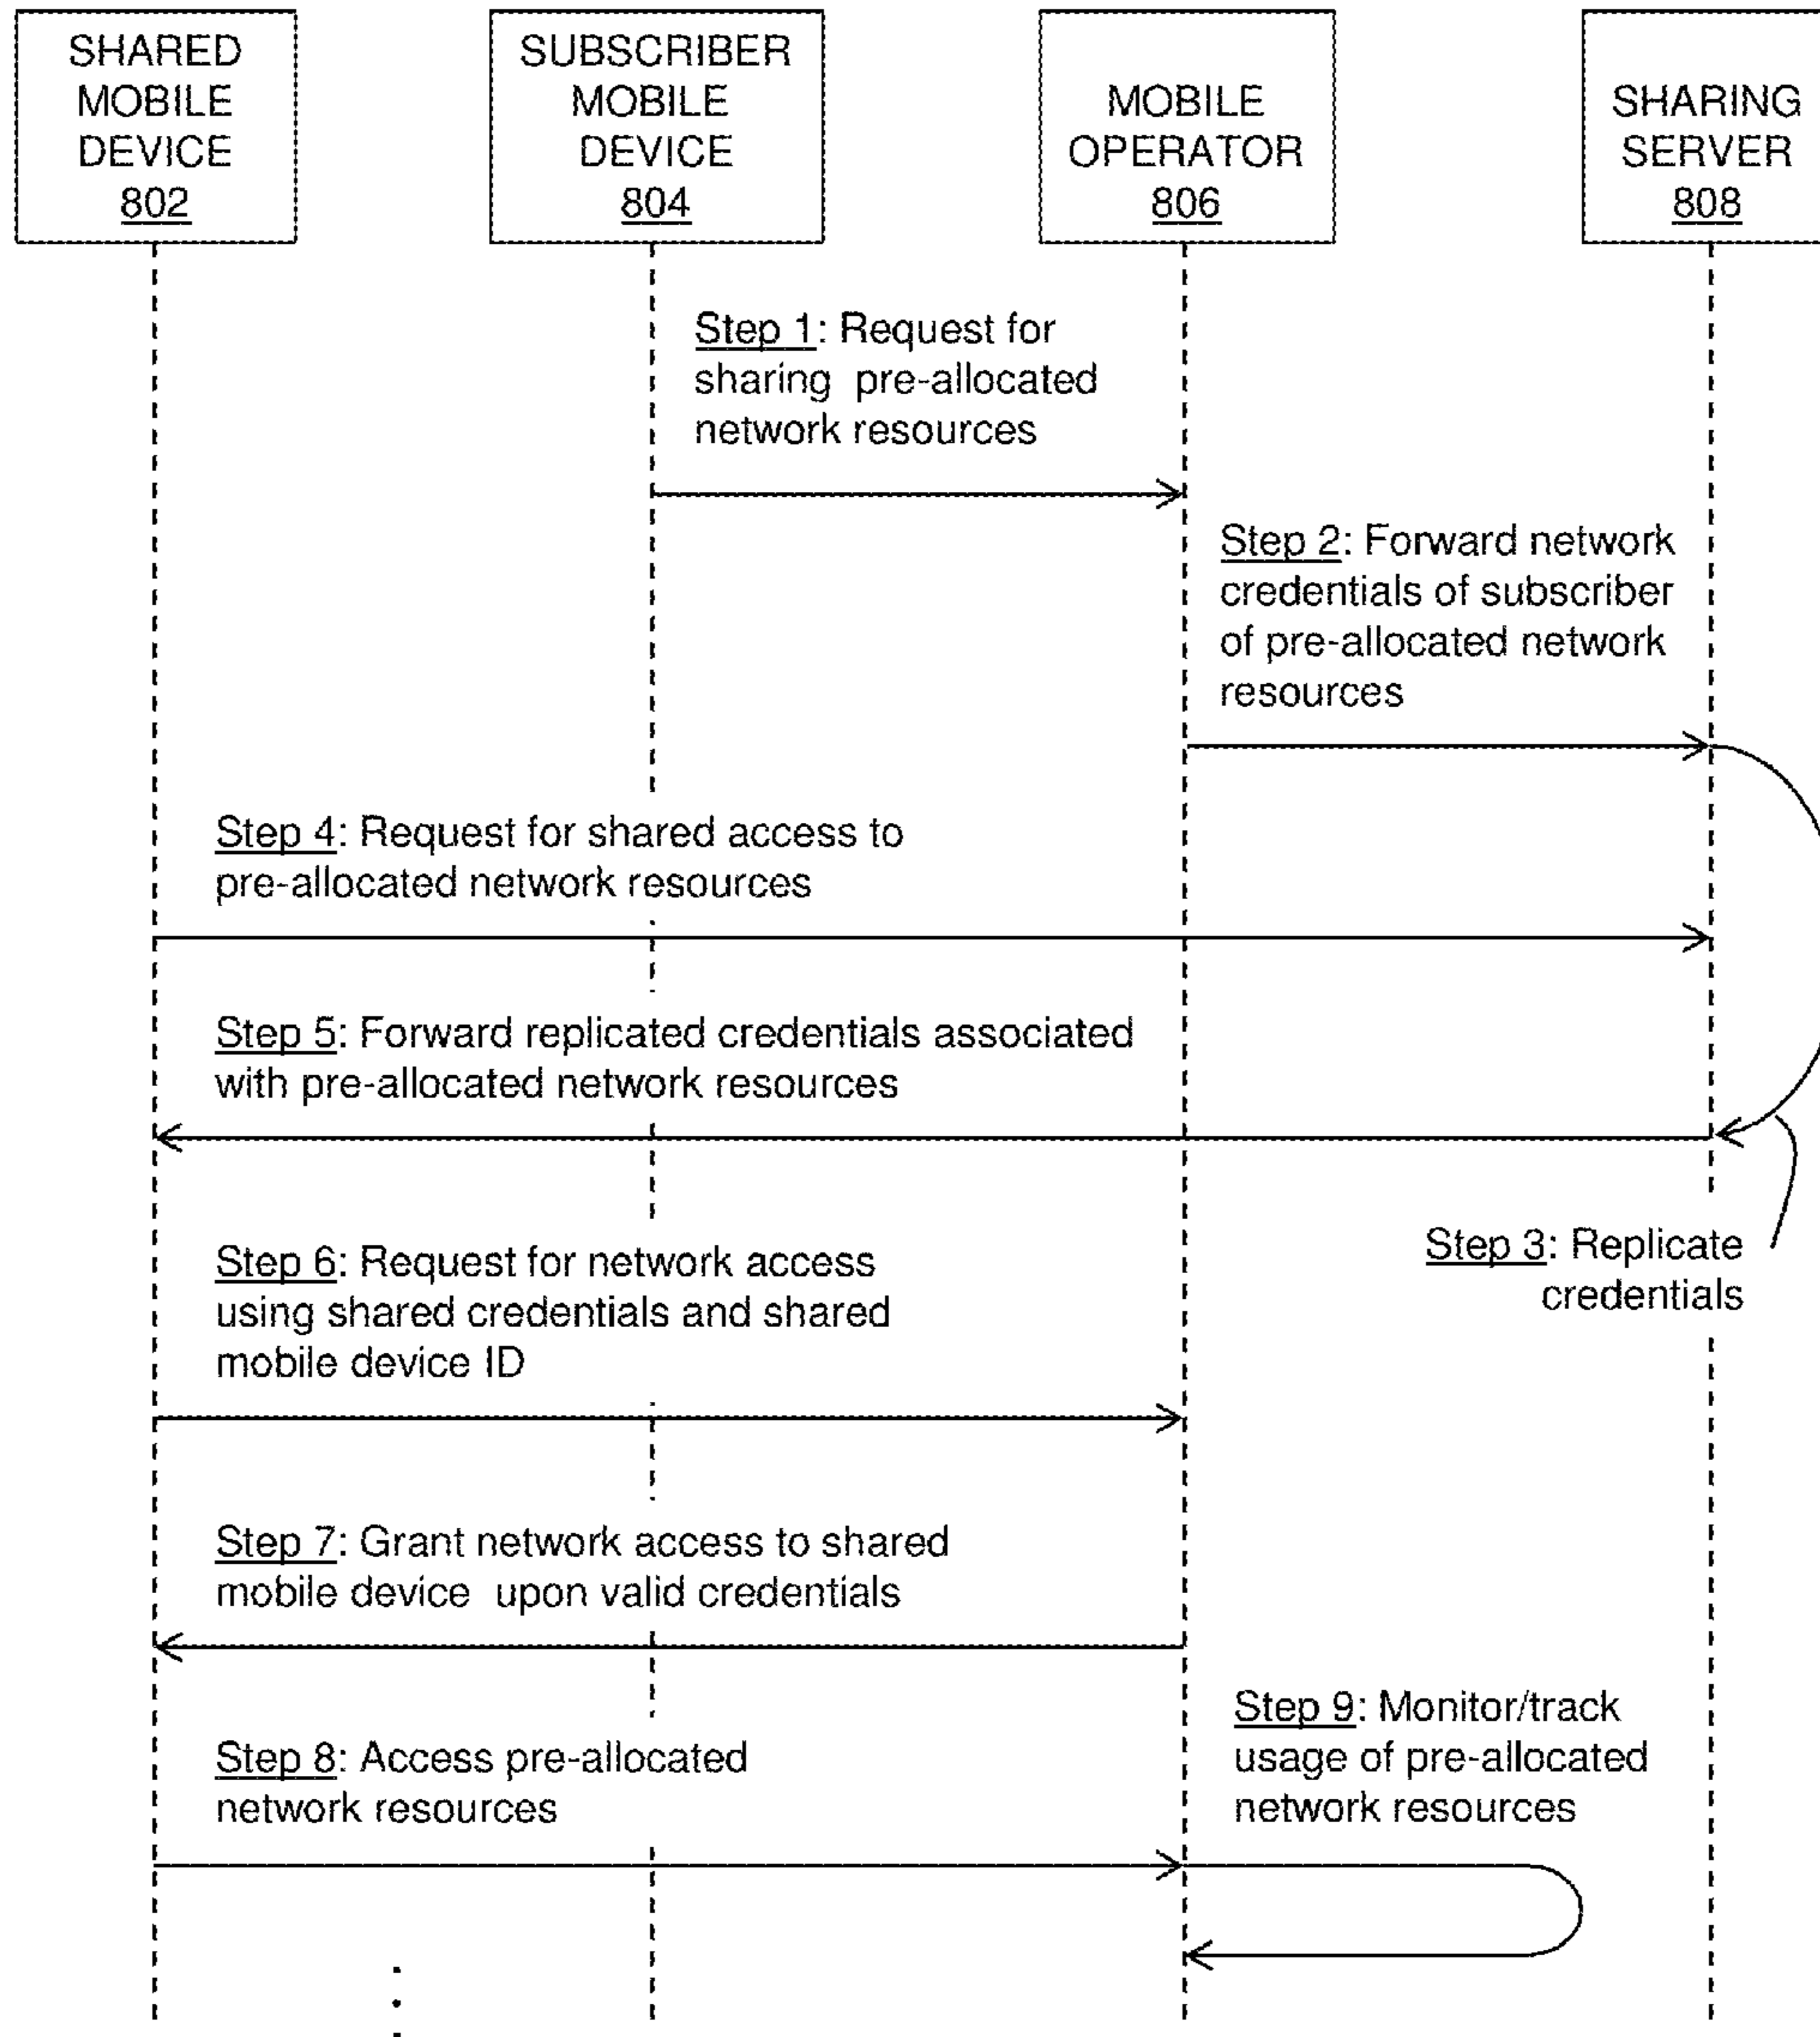 SHARED
MOBILE
DEVICE
802
SUBSCRIBER
MOBILE
DEVICE
804
MOBILE
OPERATOR
806
SHARING
SERVER
808
Step 1: Request for
sharing pre-allocated
network resources
Step 2: Forward network
credentials of subscriber
of pre-allocated network
resources
Step 4: Request for shared access to
pre-allocated network resources
Step 5: Forward replicated credentials associated
with pre-allocated network resources
Step 3: Replicate
credentials
Step 6: Request for network access
using shared credentials and shared
mobile device ID
Step 7: Grant network access to shared
mobile device upon valid credentials
Step 9: Monitor/track
usage of pre-allocated
network resources
Step 8: Access pre-allocated
network resources